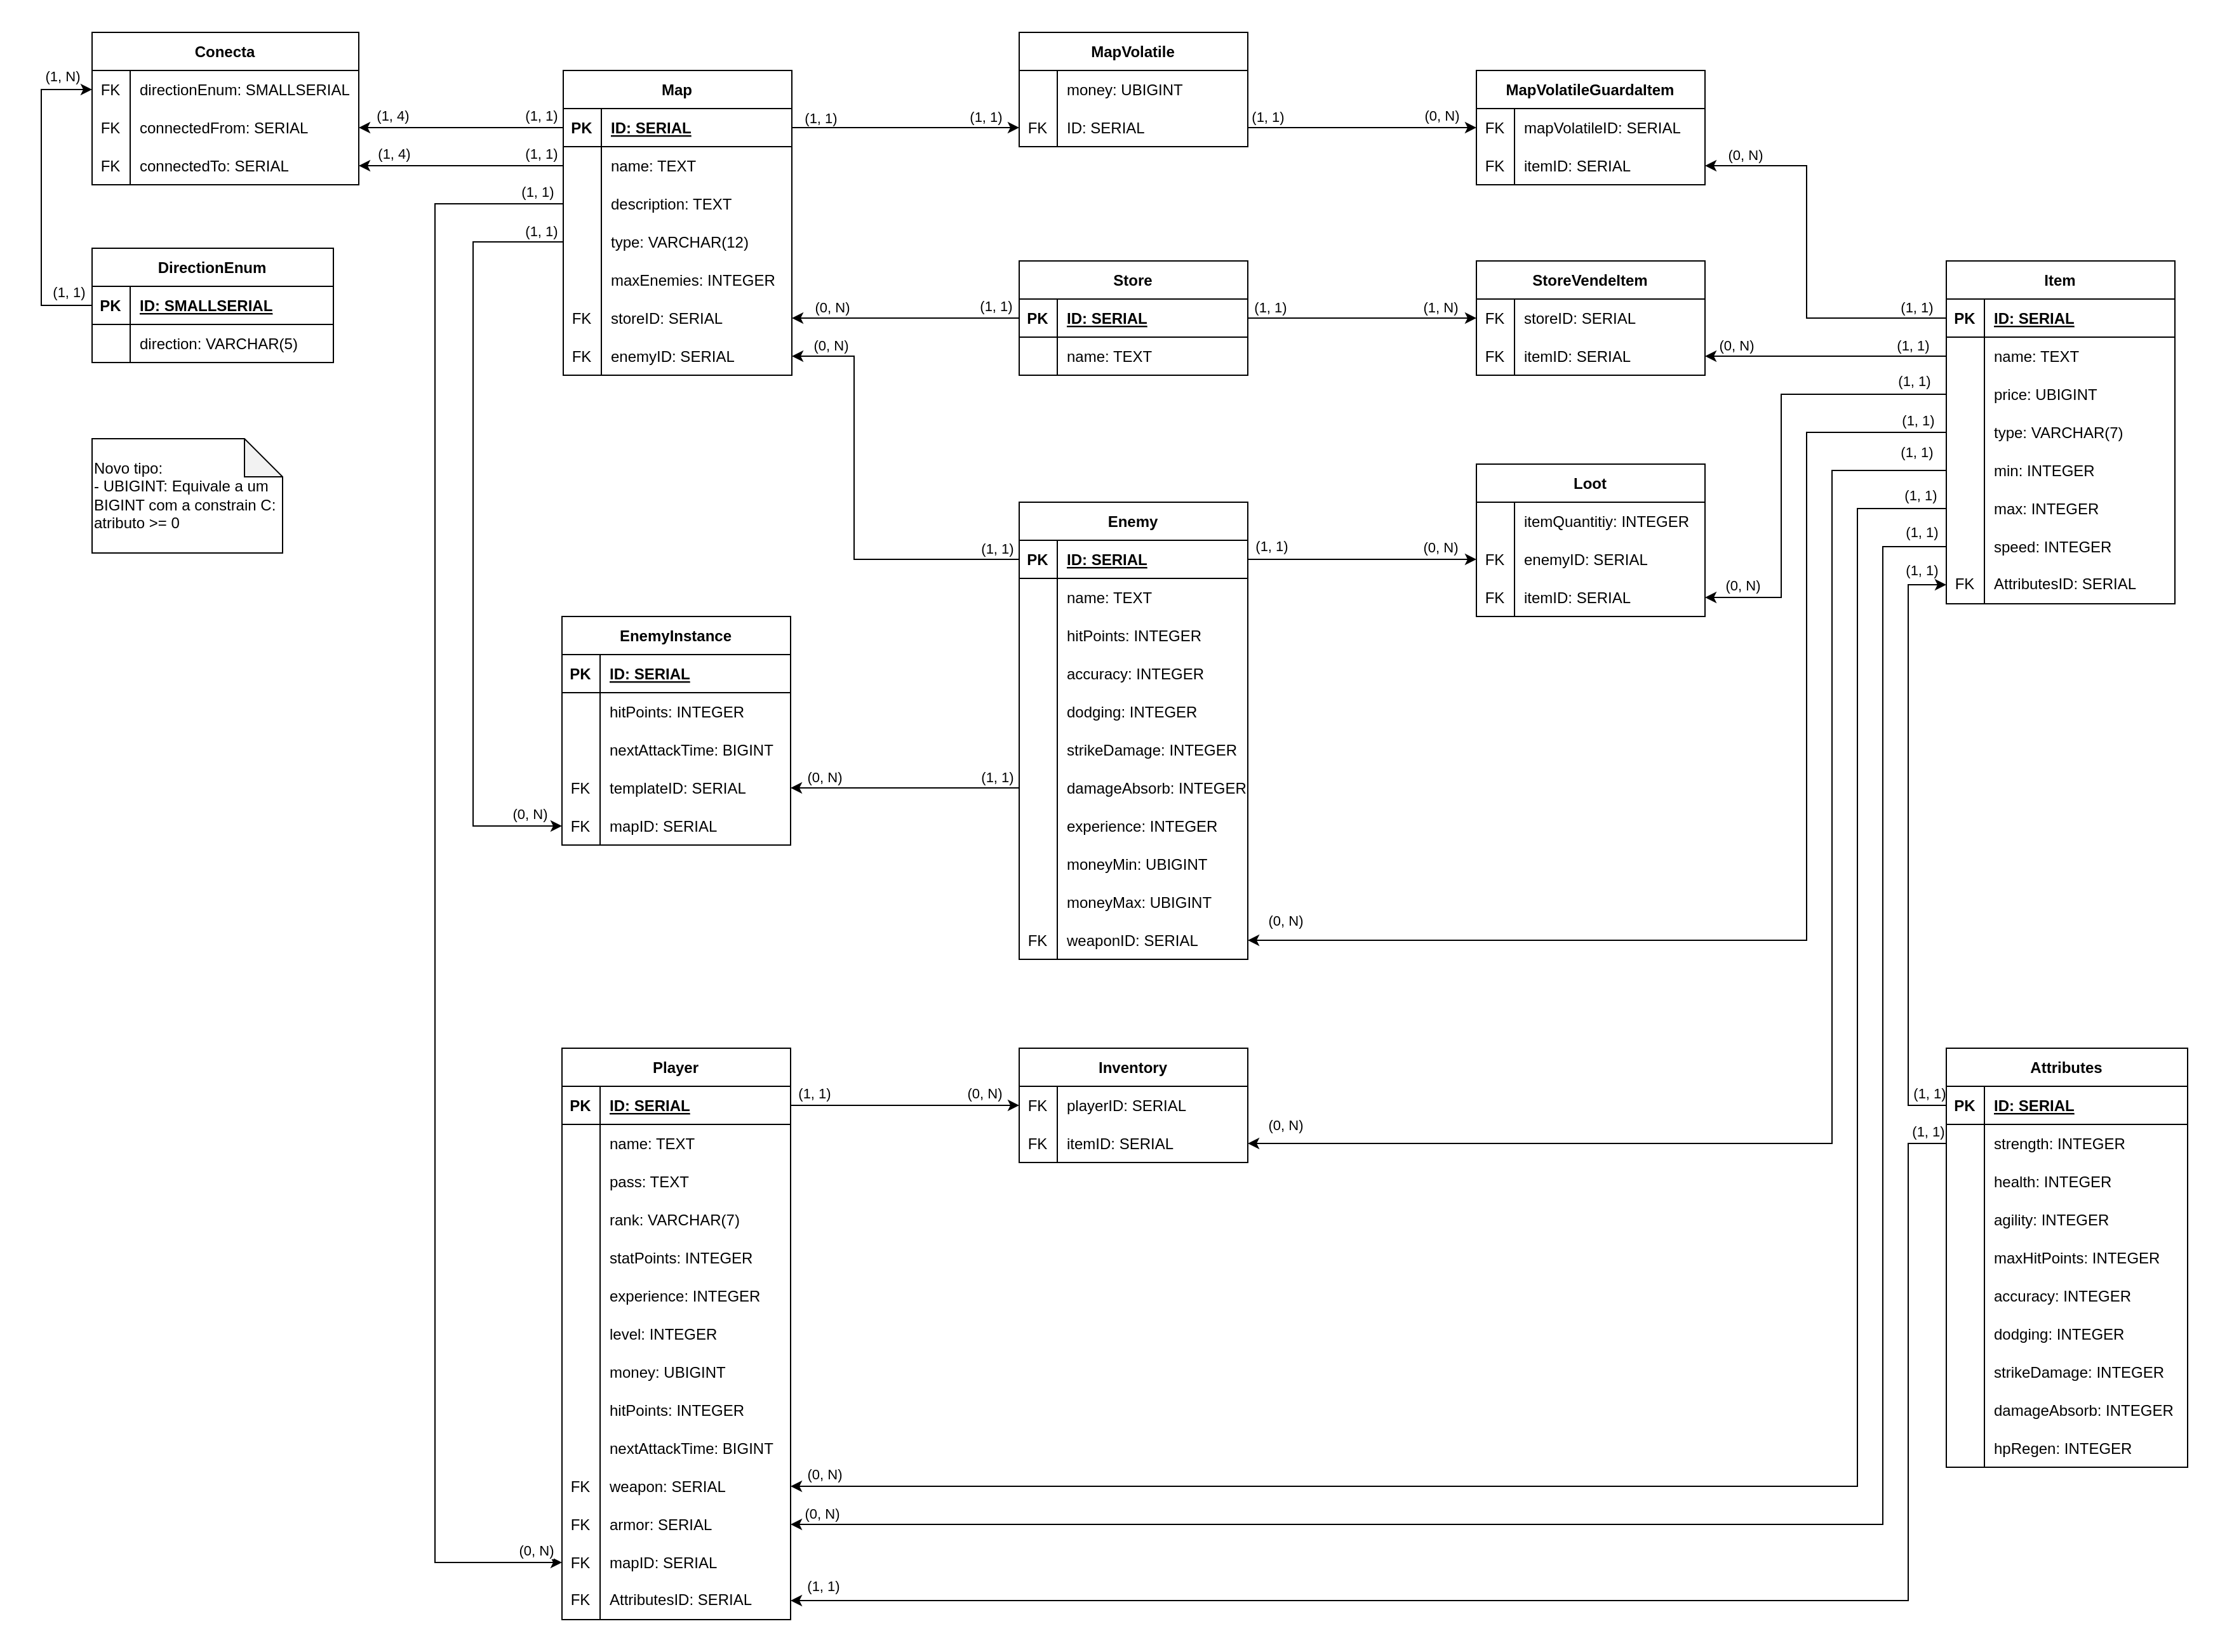 Conecta
FK directionEnum: SMALLSERIAL
FK connectedFrom: SERIAL
FK connectedTo: SERIAL
(1, N)
(1, 1)
DirectionEnum
PK ID: SMALLSERIAL
direction: VARCHAR(5)
Novo tipo:
- UBIGINT: Equivale a um
BIGINT com a constrain C:
atributo >= 0
(1, 4)
(1, 1)
(1, 4)
(1, 1)
(1, 1)
(1, 1)
Map
PK ID: SERIAL
name: TEXT
description: TEXT
type: VARCHAR(12)
maxEnemies: INTEGER
FK storeID: SERIAL
FK enemyID: SERIAL
(1, 1)
(1, 1)
(0, N)
(1, 1)
(0, N)
(1, 1)
MapVolatile
money: UBIGINT
FK ID: SERIAL
(1, 1)
(0, N)
MapVolatileGuardaItem
FK mapVolatileID: SERIAL
FK itemID: SERIAL
(0, N)
(1, 1)
Store
PK ID: SERIAL
name: TEXT
(1, 1)
(1, N)
StoreVendeItem
FK storeID: SERIAL
FK itemID: SERIAL
(0, N)
(1, 1)
Item
PK ID: SERIAL
name: TEXT
price: UBIGINT
type: VARCHAR(7)
min: INTEGER
max: INTEGER
speed: INTEGER
FK AttributesID: SERIAL
(1, 1)
(1, 1)
(1, 1)
(1, 1)
(1, 1)
(1, 1)
Loot
itemQuantitiy: INTEGER
FK enemyID: SERIAL
FK itemID: SERIAL
(0, N)
Enemy
PK ID: SERIAL
name: TEXT
hitPoints: INTEGER
accuracy: INTEGER
dodging: INTEGER
strikeDamage: INTEGER
damageAbsorb: INTEGER
experience: INTEGER
moneyMin: UBIGINT
moneyMax: UBIGINT
FK weaponID: SERIAL
(1, 1)
(0, N)
(0, N)
EnemyInstance
PK ID: SERIAL
hitPoints: INTEGER
nextAttackTime: BIGINT
FK templateID: SERIAL
FK mapID: SERIAL
(0, N)
(1, 1)
(0, N)
Player
PK ID: SERIAL
name: TEXT
pass: TEXT
rank: VARCHAR(7)
statPoints: INTEGER
experience: INTEGER
level: INTEGER
money: UBIGINT
hitPoints: INTEGER
nextAttackTime: BIGINT
FK weapon: SERIAL
FK armor: SERIAL
FK mapID: SERIAL
FK AttributesID: SERIAL
(0, N)
(1, 1)
(0, N)
(0, N)
(0, N)
(1, 1)
Inventory
FK playerID: SERIAL
FK itemID: SERIAL
(0, N)
(1, 1)
(1, 1)
Attributes
PK ID: SERIAL
strength: INTEGER
health: INTEGER
agility: INTEGER
maxHitPoints: INTEGER
accuracy: INTEGER
dodging: INTEGER
strikeDamage: INTEGER
damageAbsorb: INTEGER
hpRegen: INTEGER